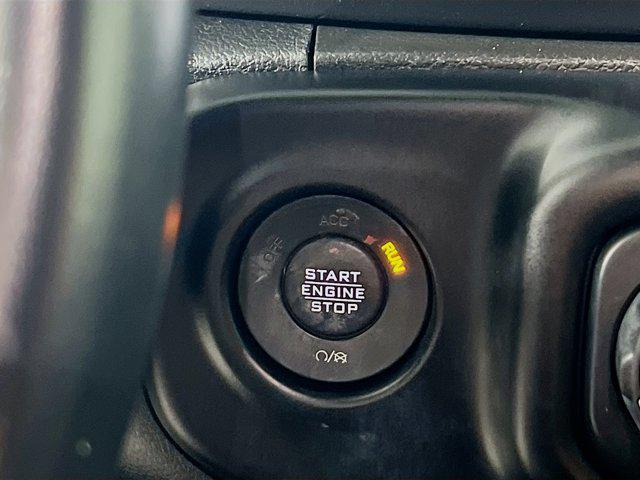 ACC
OFF
RUN
START
ENGINE
STOP